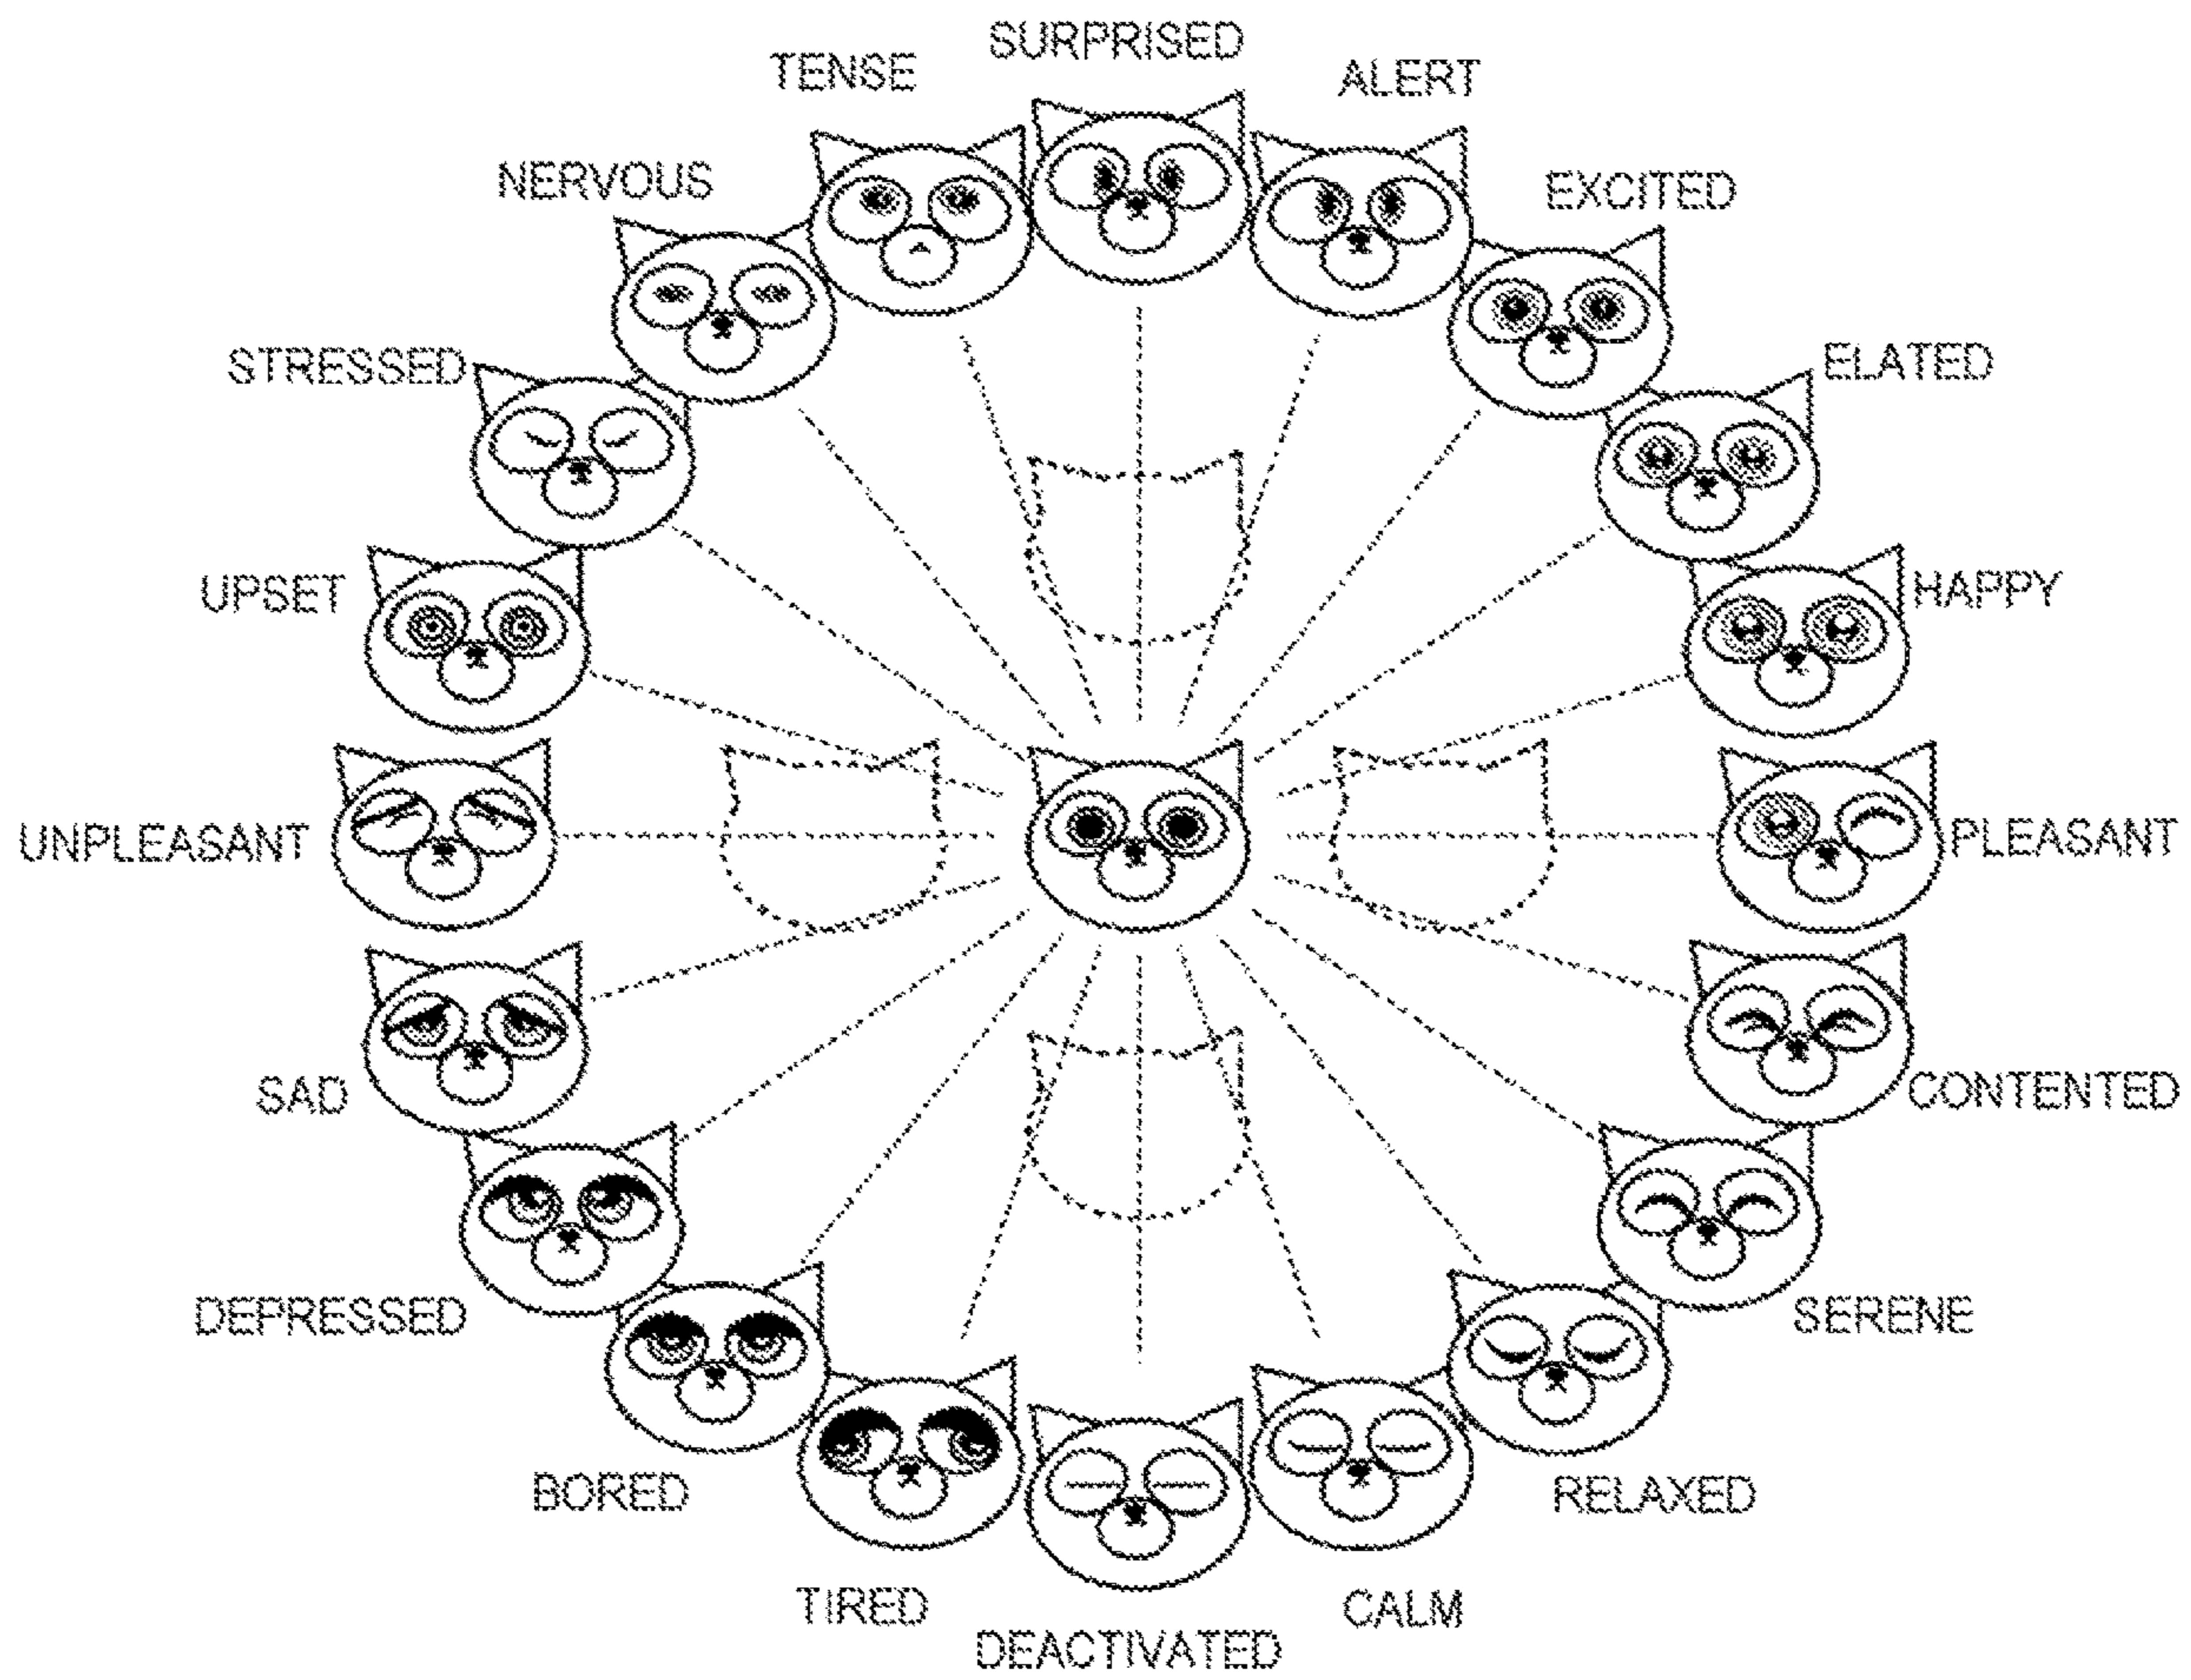 SURPRISED
TENSE
ALERT
NERVOUS
EXCITED
STRESSED
ELATED
UPSET
HAPPY
UNPLEASANT
PLEASANT
SAD
CONTENTED
DEPRESSED
SERENE
BORED
RELAXED
TIRED
CALM
DEACTIVATED